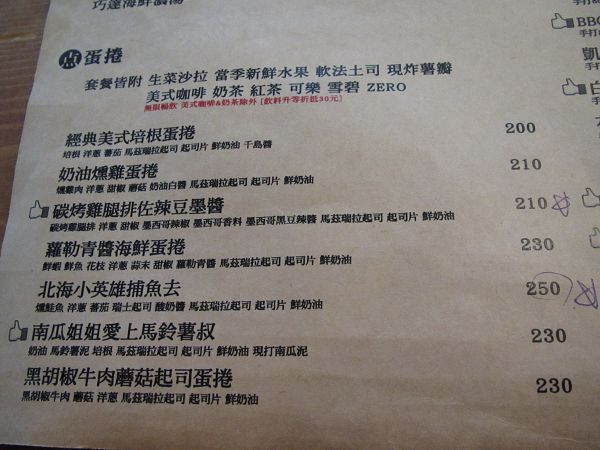 巧達海鮮濃湯
點 蛋捲
套餐皆附 生菜沙拉 當季新鮮水果 軟法土司 現炸薯瓣
美式咖啡 奶茶 紅茶 可樂 雪碧 ZERO
無限暢飲 美式咖啡&奶茶除外 [飲料升等折抵30元]
經典美式培根蛋捲 200
培根 洋蔥 蕃茄 馬茲瑞拉起司 起司片 鮮奶油 千島醬
奶油燻雞蛋捲 210
燻雞肉 洋蔥 甜椒 蘑菇 奶油白醬 馬茲瑞拉起司 起司片 鮮奶油
碳烤雞腿排佐辣豆墨醬 210
碳烤雞腿排 洋蔥 甜椒 墨西哥辣椒 墨西哥香料 墨西哥黑豆辣醬 馬茲瑞拉起司 起司片 鮮奶油
蘿勒青醬海鮮蛋捲 230
鮮蝦 鮮魚 花枝 洋蔥 蒜末 甜椒 蘿勒青醬 馬茲瑞拉起司 起司片 鮮奶油
北海小英雄捕魚去 250
燻鮭魚 洋蔥 蕃茄 瑞士起司 酸奶醬 馬茲瑞拉起司 起司片 鮮奶油
南瓜姐姐愛上馬鈴薯叔 230
奶油 馬鈴薯泥 培根 馬茲瑞拉起司 起司片 鮮奶油 現打南瓜泥
黑胡椒牛肉蘑菇起司蛋捲 230
黑胡椒牛肉 蘑菇 洋蔥 馬茲瑞拉起司 起司片 鮮奶油
手打
BBQ
手打
凱
手打
白
手打